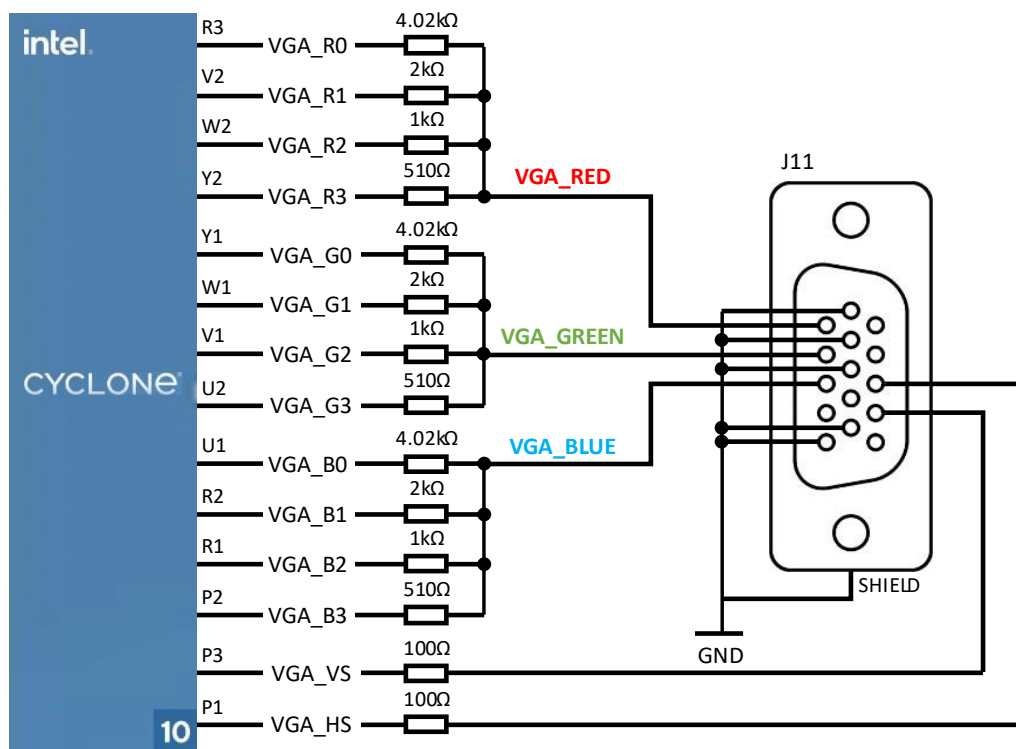 intel.
CYCLONE®
10
R3 VGA_R0 4.02kΩ
V2 VGA_R1 2kΩ
W2 VGA_R2 1kΩ
Y2 VGA_R3 510Ω
VGA_RED
Y1 VGA_G0 4.02kΩ
W1 VGA_G1 2kΩ
V1 VGA_G2 1kΩ
U2 VGA_G3 510Ω
VGA_GREEN
U1 VGA_B0 4.02kΩ
R2 VGA_B1 2kΩ
R1 VGA_B2 1kΩ
P2 VGA_B3 510Ω
VGA_BLUE
P3 VGA_VS 100Ω
P1 VGA_HS 100Ω
J11
SHIELD
GND